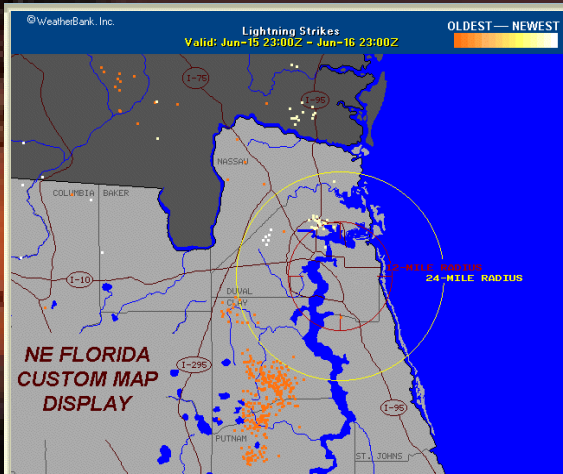 ©WeatherBank, Inc.
Lightning Strikes
Valid: Jun-15 23:00Z - Jun-16 23:00Z
OLDEST — NEWEST
I-75
I-95
NASSAU
COLUMBIA
BAKER
12-MILE RADIUS
24-MILE RADIUS
I-10
DUVAL
CLAY
NE FLORIDA
CUSTOM MAP
DISPLAY
I-295
I-95
PUTNAM
ST. JOHNS